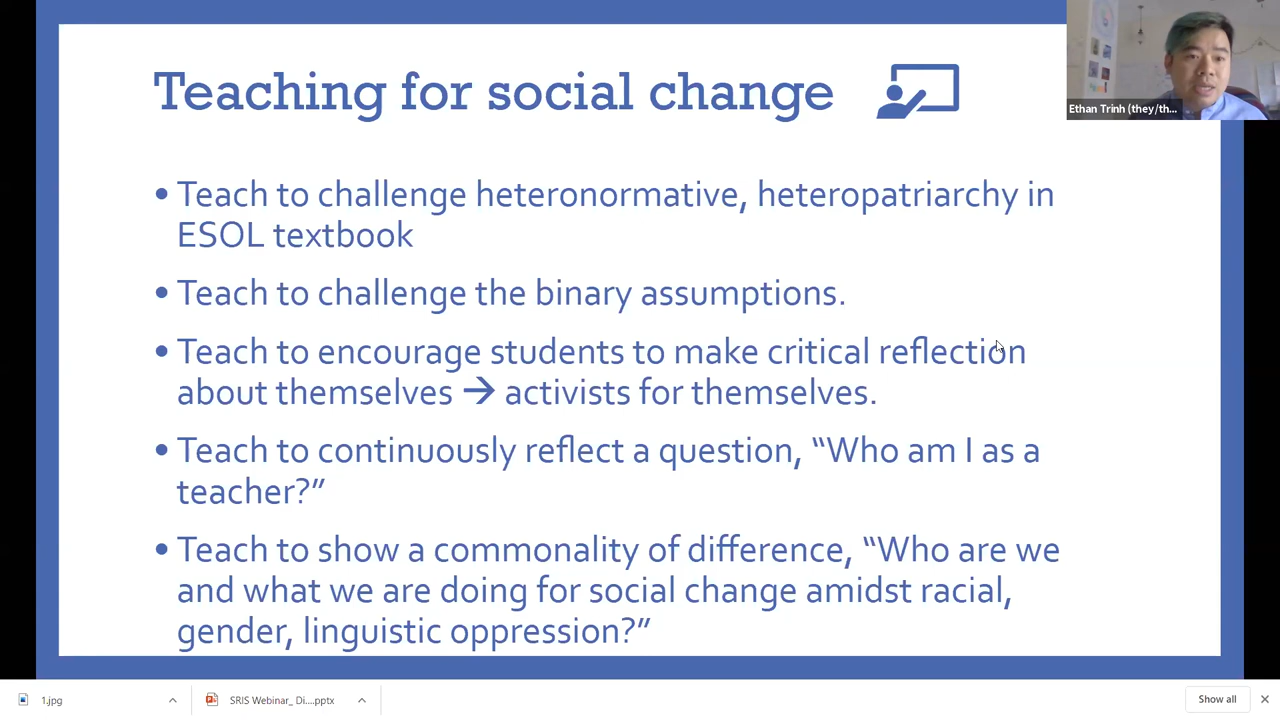 Teaching for social change
Ethan Trinh (they/th...
• Teach to challenge heteronormative, heteropatriarchy in
ESOL textbook
• Teach to challenge the binary assumptions.
• Teach to encourage students to make critical reflection
about themselves → activists for themselves.
• Teach to continuously reflect a question, “Who am I as a
teacher?”
• Teach to show a commonality of difference, “Who are we
and what we are doing for social change amidst racial,
gender, linguistic oppression?”
1.jpg
SRIS Webinar_ Di....pptx
Show all